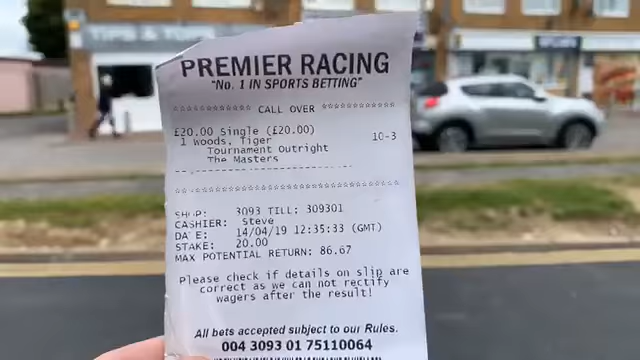 TIPS & TOES
PREMIER RACING
"No. 1 IN SPORTS BETTING"
************ CALL OVER ************
£20.00 Single (£20.00)
1 Woods, Tiger 10-3
Tournament Outright
The Masters
------------------------------
************************************
SHOP: 3093 TILL: 309301
CASHIER: Steve
DATE: 14/04/19 12:35:33 (GMT)
STAKE: 20.00
MAX POTENTIAL RETURN: 86.67
Please check if details on slip are
correct as we can not rectify
wagers after the result!
All bets accepted subject to our Rules.
004 3093 01 75110064